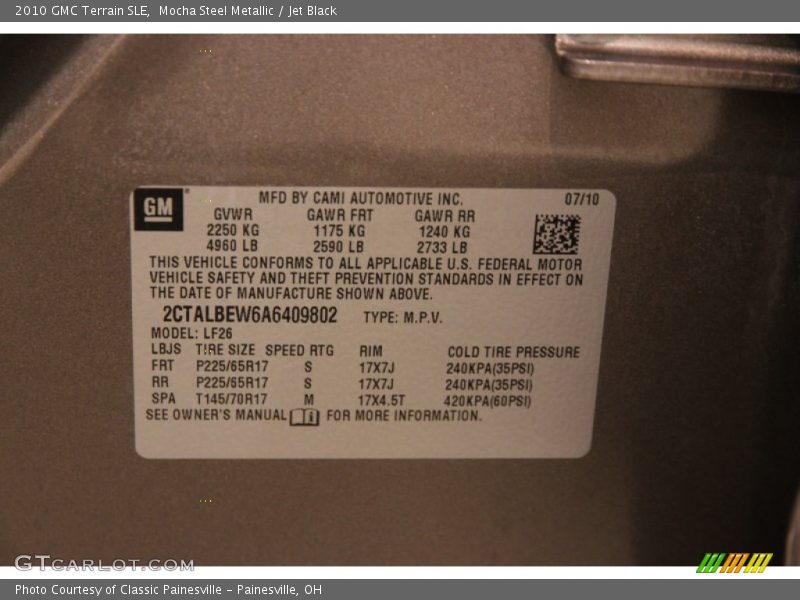 2010 GMC Terrain SLE,  Mocha Steel Metallic / Jet Black
GM
MFD BY CAMI AUTOMOTIVE INC. 07/10
GVWR GAWR FRT GAWR RR
2250 KG 1175 KG 1240 KG
4960 LB 2590 LB 2733 LB
THIS VEHICLE CONFORMS TO ALL APPLICABLE U.S. FEDERAL MOTOR
VEHICLE SAFETY AND THEFT PREVENTION STANDARDS IN EFFECT ON
THE DATE OF MANUFACTURE SHOWN ABOVE.
2CTALBEW6A6409802 TYPE: M.P.V.
MODEL: LF26
LBJS TIRE SIZE SPEED RTG RIM COLD TIRE PRESSURE
FRT P225/65R17 S 17X7J 240KPA(35PSI)
RR P225/65R17 S 17X7J 240KPA(35PSI)
SPA T145/70R17 M 17X4.5T 420KPA(60PSI)
SEE OWNER'S MANUAL FOR MORE INFORMATION.
GTCARLOT.COM
Photo Courtesy of Classic Painesville - Painesville, OH